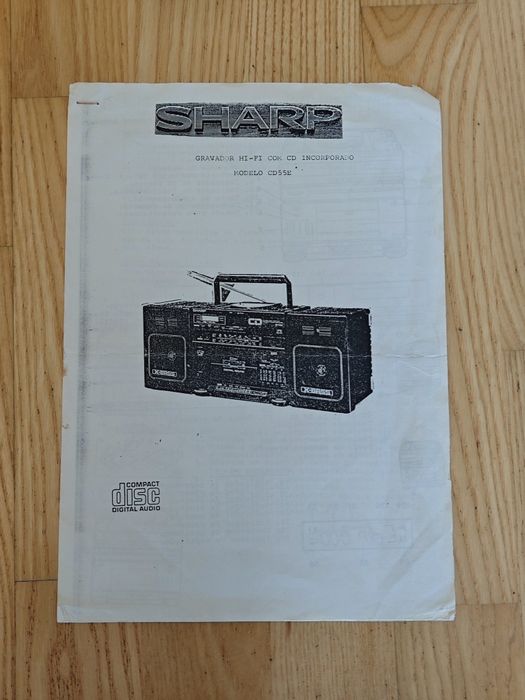 SHARP
GRAVADOR HI-FI COM CD INCORPORADO
MODELO CD55E
COMPACT
disc
DIGITAL AUDIO